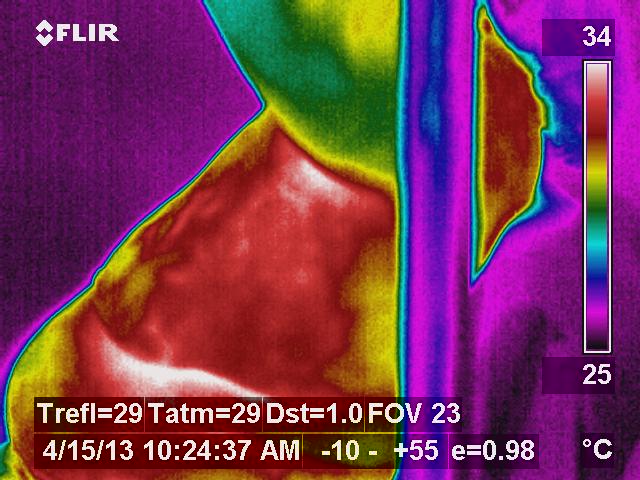 FLIR
34
25
Trefl=29 Tatm=29 Dst=1.0 FOV 23
4/15/13 10:24:37 AM -10 - +55 e=0.98 °C